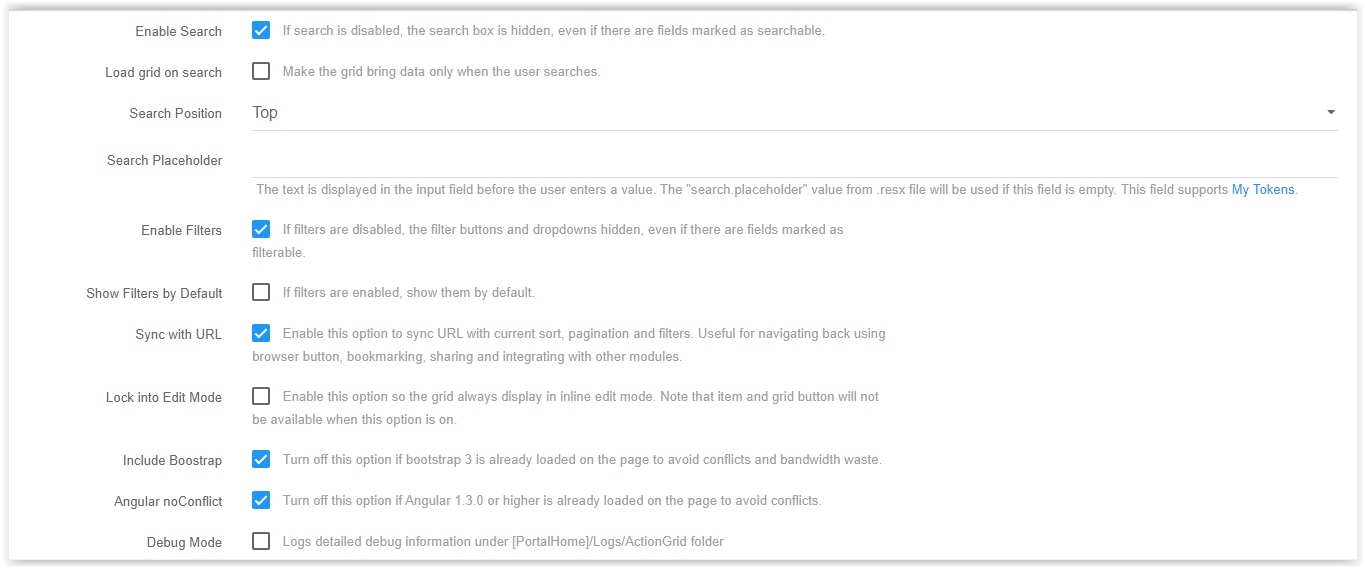 Enable Search If search is disabled, the search box is hidden, even if there are fields marked as searchable.
Load grid on search Make the grid bring data only when the user searches.
Search Position Top
Search Placeholder
The text is displayed in the input field before the user enters a value. The "search.placeholder" value from .resx file will be used if this field is empty. This field supports My Tokens.
Enable Filters If filters are disabled, the filter buttons and dropdowns hidden, even if there are fields marked as
filterable.
Show Filters by Default If filters are enabled, show them by default.
Sync with URL Enable this option to sync URL with current sort, pagination and filters. Useful for navigating back using
browser button, bookmarking, sharing and integrating with other modules.
Lock into Edit Mode Enable this option so the grid always display in inline edit mode. Note that item and grid button will not
be available when this option is on.
Include Boostrap Turn off this option if bootstrap 3 is already loaded on the page to avoid conflicts and bandwidth waste.
Angular noConflict Turn off this option if Angular 1.3.0 or higher is already loaded on the page to avoid conflicts.
Debug Mode Logs detailed debug information under [PortalHome]/Logs/ActionGrid folder